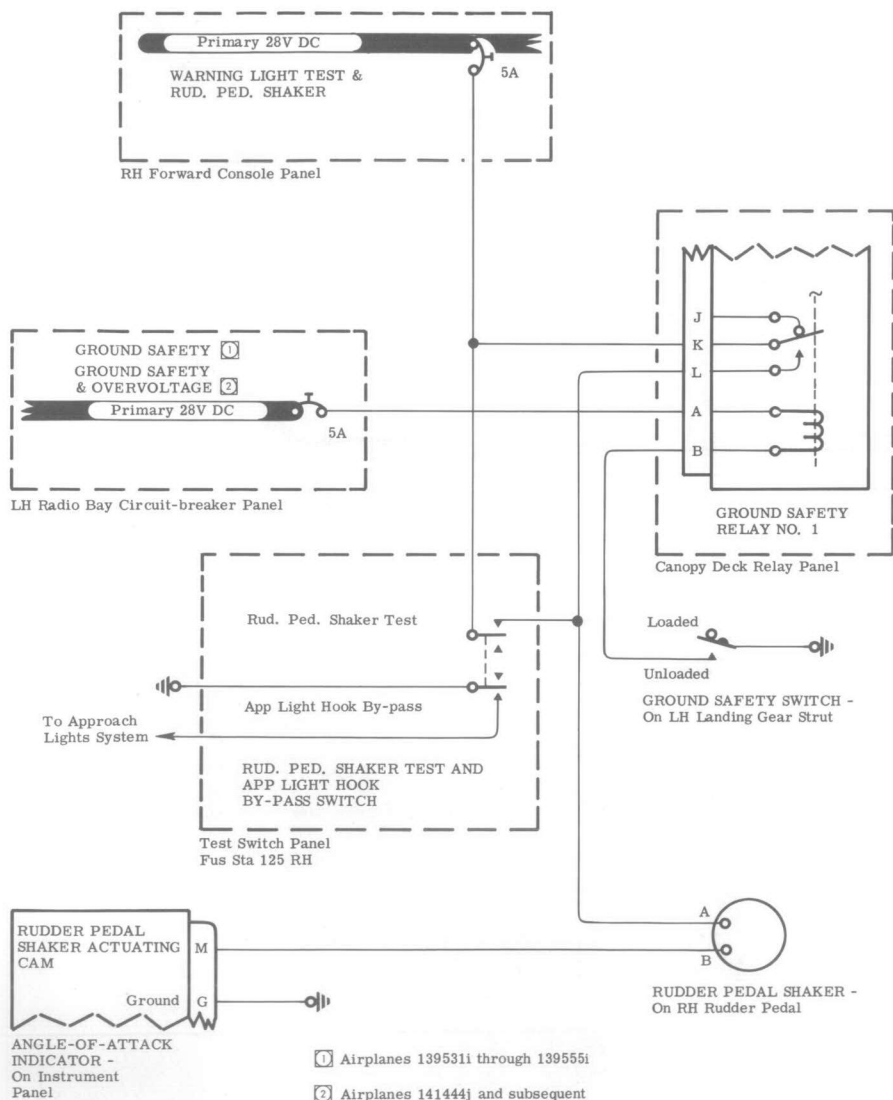 Primary 28V DC
WARNING LIGHT TEST &
RUD. PED. SHAKER
5A
RH Forward Console Panel
GROUND SAFETY 1
GROUND SAFETY
& OVERVOLTAGE 2
Primary 28V DC
5A
LH Radio Bay Circuit-breaker Panel
J
K
L
A
B
~
GROUND SAFETY
RELAY NO. 1
Canopy Deck Relay Panel
Rud. Ped. Shaker Test
App Light Hook By-pass
To Approach
Lights System
RUD. PED. SHAKER TEST AND
APP LIGHT HOOK
BY-PASS SWITCH
Test Switch Panel
Fus Sta 125 RH
Loaded
Unloaded
GROUND SAFETY SWITCH -
On LH Landing Gear Strut
RUDDER PEDAL
SHAKER ACTUATING
CAM
M
Ground G
ANGLE-OF-ATTACK
INDICATOR -
On Instrument
Panel
A
B
RUDDER PEDAL SHAKER -
On RH Rudder Pedal
1 Airplanes 139531i through 139555i
2 Airplanes 141444j and subsequent